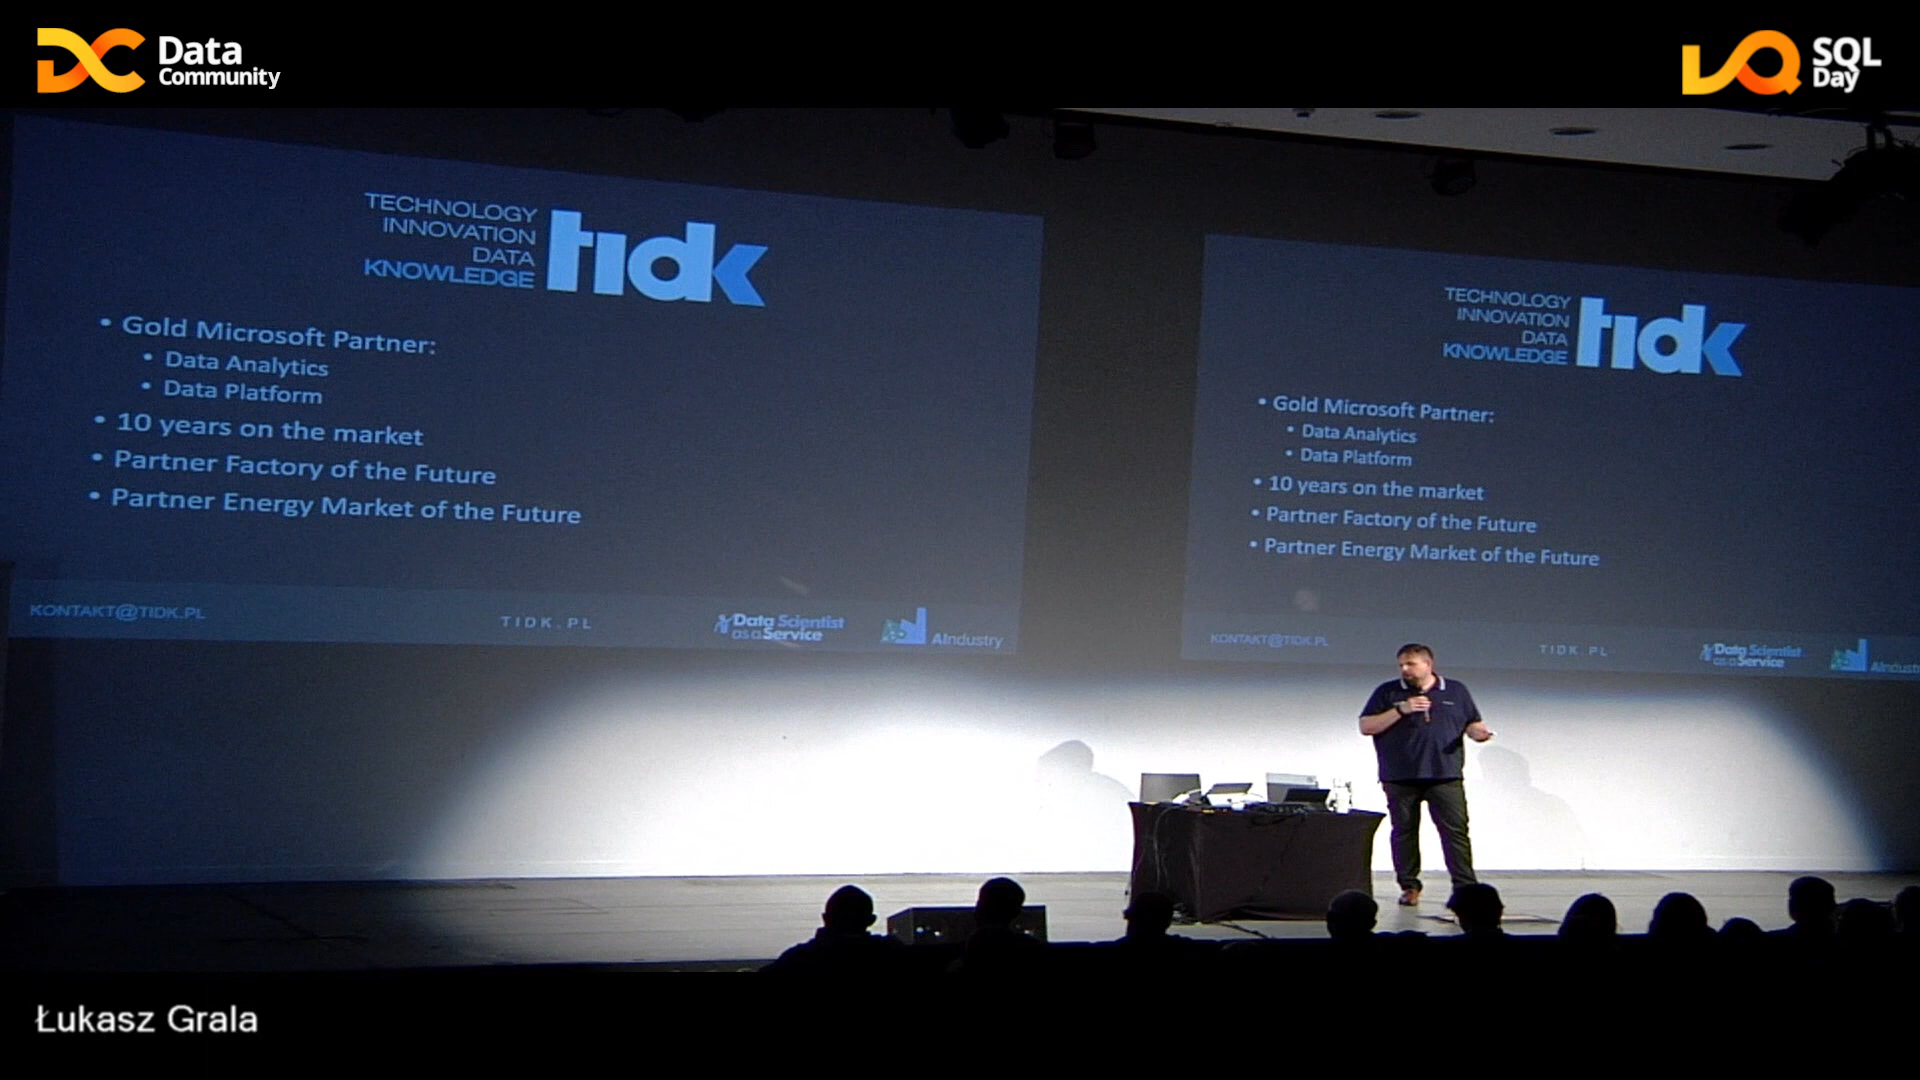 Data
Community
SQL
Day
TECHNOLOGY
INNOVATION
DATA
KNOWLEDGE
tidk
• Gold Microsoft Partner:
• Data Analytics
• Data Platform
• 10 years on the market
• Partner Factory of the Future
• Partner Energy Market of the Future
KONTAKT@TIDK.PL
TIDK.PL
Data Scientist
as a Service
AIndustry
TECHNOLOGY
INNOVATION
DATA
KNOWLEDGE
tidk
• Gold Microsoft Partner:
• Data Analytics
• Data Platform
• 10 years on the market
• Partner Factory of the Future
• Partner Energy Market of the Future
KONTAKT@TIDK.PL
TIDK.PL
Data Scientist
as a Service
AIndustr
Łukasz Grala